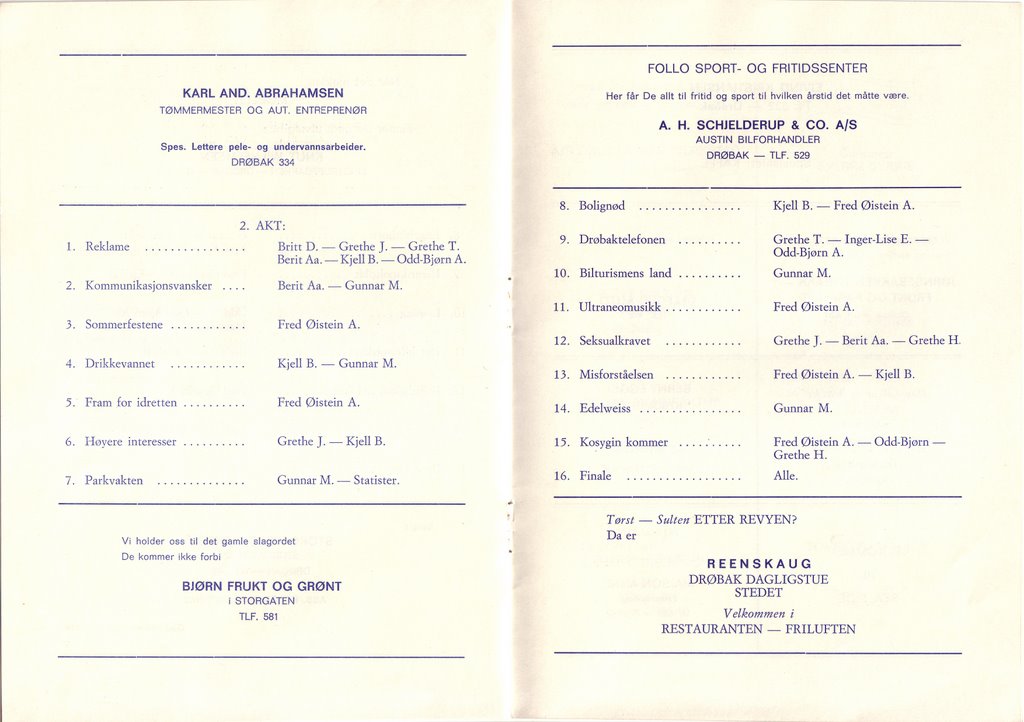 KARL AND. ABRAHAMSEN
TØMMERMESTER OG AUT. ENTREPRENØR
Spes. Lettere pele- og undervannsarbeider.
DRØBAK 334
2. AKT:
1. Reklame ................ Britt D. — Grethe J. — Grethe T.
Berit Aa. — Kjell B. — Odd-Bjørn A.
2. Kommunikasjonsvansker .... Berit Aa. — Gunnar M.
3. Sommerfestene ............ Fred Øistein A.
4. Drikkevannet ............ Kjell B. — Gunnar M.
5. Fram for idretten .......... Fred Øistein A.
6. Høyere interesser .......... Grethe J. — Kjell B.
7. Parkvakten .............. Gunnar M. — Statister.
Vi holder oss til det gamle slagordet
De kommer ikke forbi
BJØRN FRUKT OG GRØNT
i STORGATEN
TLF. 581
FOLLO SPORT- OG FRITIDSSENTER
Her får De allt til fritid og sport til hvilken årstid det måtte være.
A. H. SCHJELDERUP & CO. A/S
AUSTIN BILFORHANDLER
DRØBAK — TLF. 529
8. Bolignød ................ Kjell B. — Fred Øistein A.
9. Drøbaktelefonen .......... Grethe T. — Inger-Lise E. —
Odd-Bjørn A.
10. Bilturismens land .......... Gunnar M.
11. Ultraneomusikk ............ Fred Øistein A.
12. Seksualkravet ............ Grethe J. — Berit Aa. — Grethe H.
13. Misforståelsen ............ Fred Øistein A. — Kjell B.
14. Edelweiss ................ Gunnar M.
15. Kosygin kommer .......... Fred Øistein A. — Odd-Bjørn —
Grethe H.
16. Finale .................. Alle.
Tørst — Sulten ETTER REVYEN?
Da er
REENSKAUG
DRØBAK DAGLIGSTUE
STEDET
Velkommen i
RESTAURANTEN — FRILUFTEN